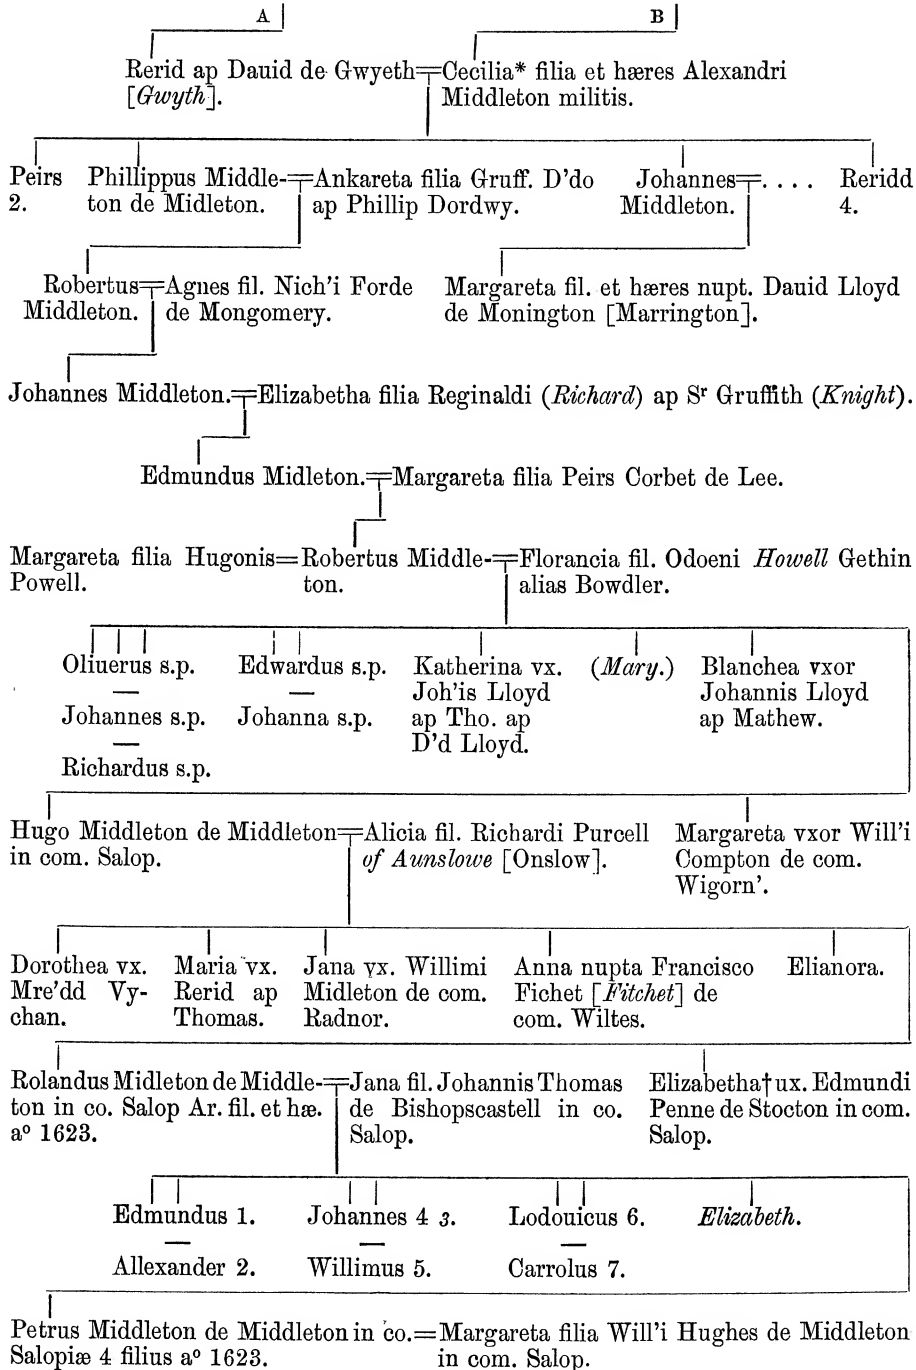 A B
Rerid ap Dauid de Gwyeth=Cecilia* filia et hæres Alexandri
[Gwyth]. Middleton militis.
Peirs Phillippus Middle-=Ankareta filia Gruff. D'do Johannes=.... Reridd
2. ton de Midleton. ap Phillip Dordwy. Middleton. 4.
Robertus=Agnes fil. Nich'i Forde Margareta fil. et hæres nupt. Dauid Lloyd
Middleton. de Mongomery. de Monington [Marrington].
Johannes Middleton.=Elizabetha filia Reginaldi (Richard) ap Sʳ Gruffith (Knight).
Edmundus Midleton.=Margareta filia Peirs Corbet de Lee.
Margareta filia Hugonis=Robertus Middle-=Florancia fil. Odoeni Howell Gethin
Powell. ton. alias Bowdler.
Oliuerus s.p. Edwardus s.p. Katherina vx. (Mary.) Blanchea vxor
— — Joh'is Lloyd Johannis Lloyd
Johannes s.p. Johanna s.p. ap Tho. ap ap Mathew.
— D'd Lloyd.
Richardus s.p.
Hugo Middleton de Middleton=Alicia fil. Richardi Purcell Margareta vxor Will'i
in com. Salop. of Aunslowe [Onslow]. Compton de com.
Wigorn'.
Dorothea vx. Maria vx. Jana vx. Willimi Anna nupta Francisco Elianora.
Mre'dd Vy- Rerid ap Midleton de com. Fichet [Fitchet] de
chan. Thomas. Radnor. com. Wiltes.
Rolandus Midleton de Middle-=Jana fil. Johannis Thomas Elizabetha† ux. Edmundi
ton in co. Salop Ar. fil. et hæ. de Bishopscastell in co. Penne de Stocton in com.
aº 1623. Salop. Salop.
Edmundus 1. Johannes 4 3. Lodouicus 6. Elizabeth.
— — —
Allexander 2. Willimus 5. Carrolus 7.
Petrus Middleton de Middleton in co.=Margareta filia Will'i Hughes de Middleton
Salopiæ 4 filius aº 1623. in com. Salop.